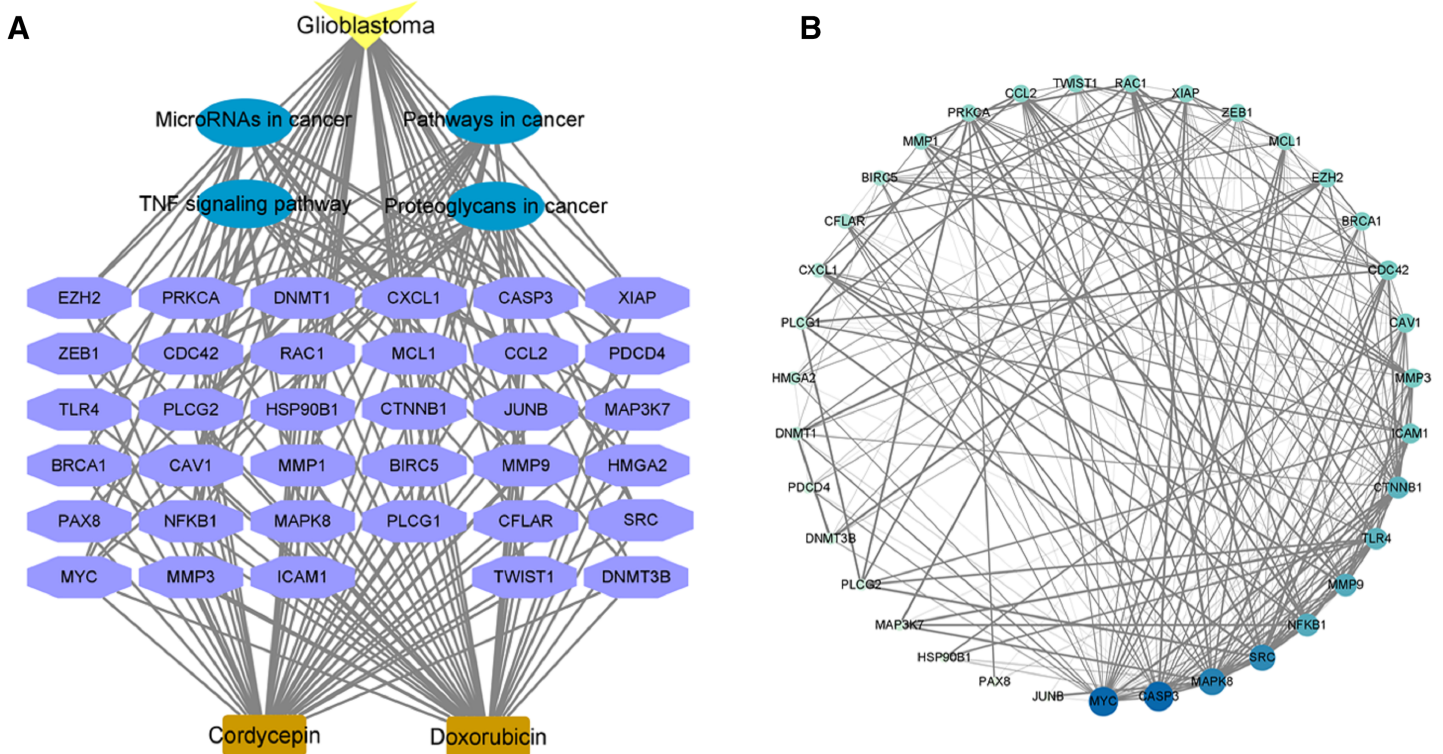 A
Glioblastoma
MicroRNAs in cancer
Pathways in cancer
TNF signaling pathway
Proteoglycans in cancer
EZH2 PRKCA DNMT1 CXCL1 CASP3 XIAP
ZEB1 CDC42 RAC1 MCL1 CCL2 PDCD4
TLR4 PLCG2 HSP90B1 CTNNB1 JUNB MAP3K7
BRCA1 CAV1 MMP1 BIRC5 MMP9 HMGA2
PAX8 NFKB1 MAPK8 PLCG1 CFLAR SRC
MYC MMP3 ICAM1 TWIST1 DNMT3B
Cordycepin
Doxorubicin
B
TWIST1
RAC1
XIAP
ZEB1
MCL1
EZH2
BRCA1
CDC42
CAV1
MMP3
ICAM1
CTNNB1
TLR4
MMP9
NFKB1
SRC
MAPK8
CASP3
MYC
JUNB
PAX8
HSP90B1
MAP3K7
PLCG2
DNMT3B
PDCD4
DNMT1
HMGA2
PLCG1
CXCL1
CFLAR
BIRC5
MMP1
PRKCA
CCL2